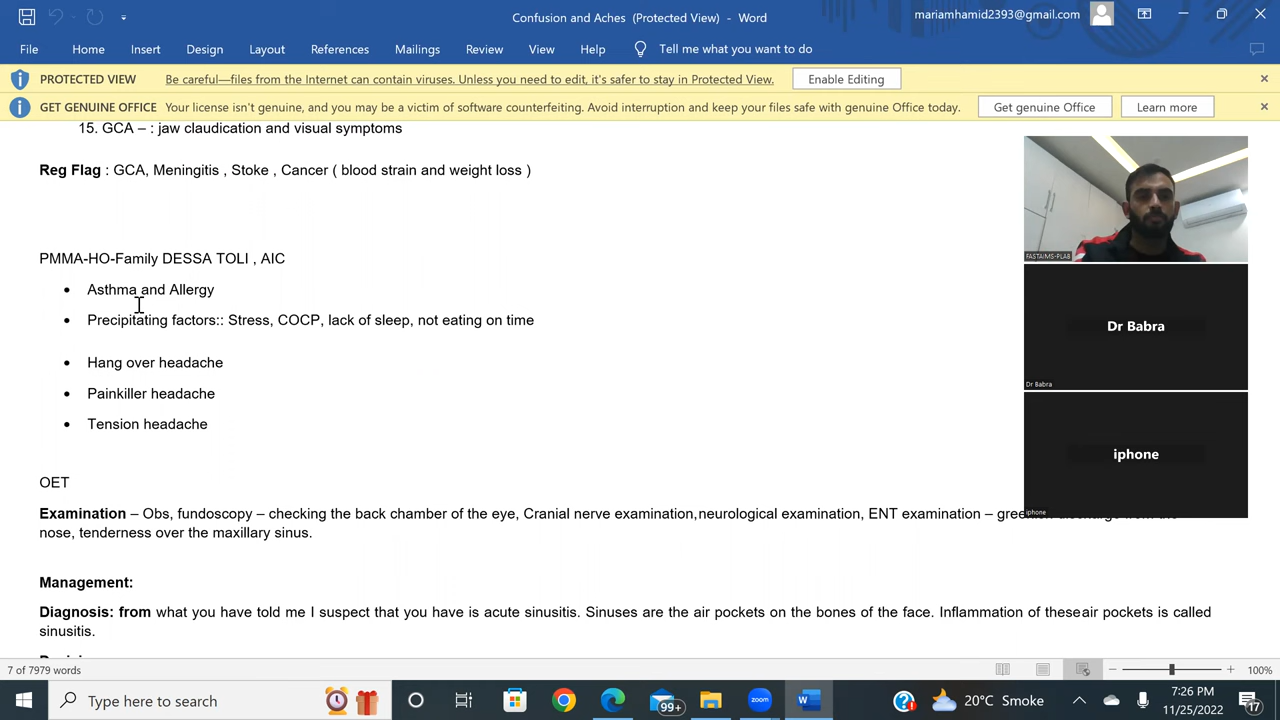 Confusion and Aches (Protected View) - Word
mariamhamid2393@gmail.com
File Home Insert Design Layout References Mailings Review View Help Tell me what you want to do
PROTECTED VIEW Be careful—files from the Internet can contain viruses. Unless you need to edit, it's safer to stay in Protected View. Enable Editing
GET GENUINE OFFICE Your license isn't genuine, and you may be a victim of software counterfeiting. Avoid interruption and keep your files safe with genuine Office today. Get genuine Office Learn more
15. GCA – : jaw claudication and visual symptoms
Reg Flag : GCA, Meningitis , Stoke , Cancer ( blood strain and weight loss )
PMMA-HO-Family DESSA TOLI , AIC
• Asthma and Allergy
• Precipitating factors:: Stress, COCP, lack of sleep, not eating on time
• Hang over headache
• Painkiller headache
• Tension headache
OET
Examination – Obs, fundoscopy – checking the back chamber of the eye, Cranial nerve examination,neurological examination, ENT examination –
nose, tenderness over the maxillary sinus.
Management:
Diagnosis: from what you have told me I suspect that you have is acute sinusitis. Sinuses are the air pockets on the bones of the face. Inflammation of theseair pockets is called
sinusitis.
FASTAIMS-PLAB
Dr Babra
Dr Babra
iphone
iphone
7 of 7979 words
100%
Type here to search
99+
zoom
20°C Smoke
7:26 PM
11/25/2022
17